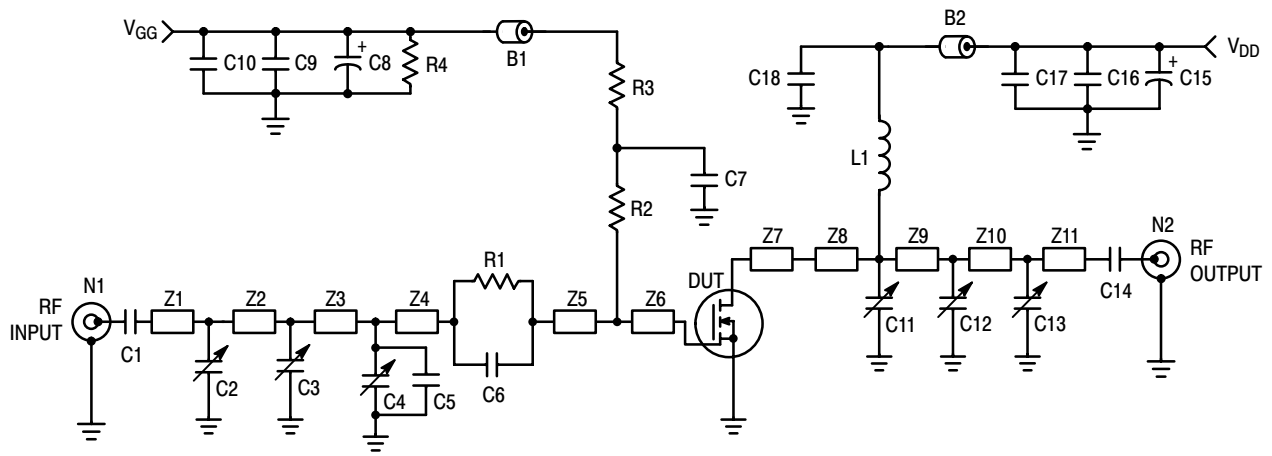 VGG
C10
C9
+
C8
R4
B1
R3
C7
R2
B2
VDD
C18
C17
C16
+
C15
L1
N1
RF
INPUT
C1
Z1
C2
Z2
C3
Z3
C4
C5
Z4
R1
C6
Z5
Z6
DUT
Z7
Z8
C11
Z9
C12
Z10
C13
Z11
C14
N2
RF
OUTPUT